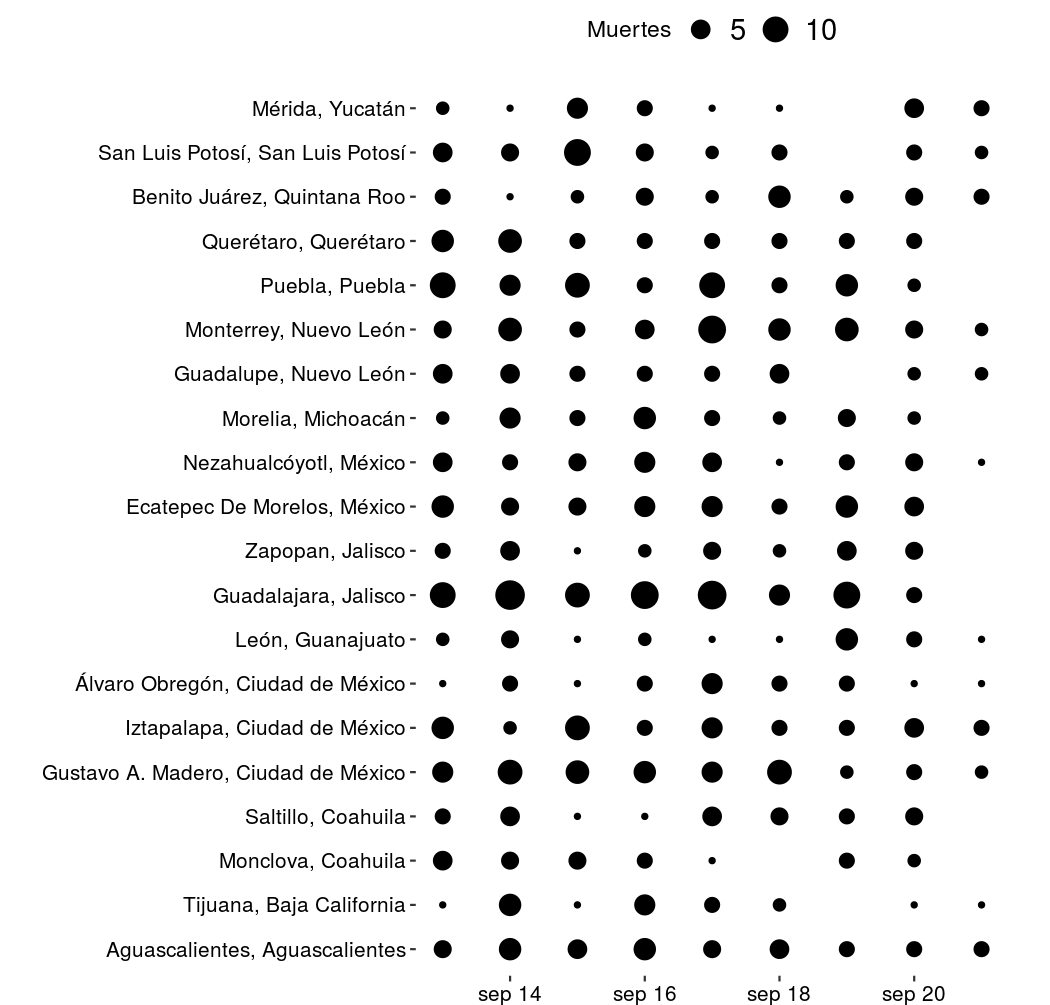 Muertes 5 10
Mérida, Yucatán
San Luis Potosí, San Luis Potosí
Benito Juárez, Quintana Roo
Querétaro, Querétaro
Puebla, Puebla
Monterrey, Nuevo León
Guadalupe, Nuevo León
Morelia, Michoacán
Nezahualcóyotl, México
Ecatepec De Morelos, México
Zapopan, Jalisco
Guadalajara, Jalisco
León, Guanajuato
Álvaro Obregón, Ciudad de México
Iztapalapa, Ciudad de México
Gustavo A. Madero, Ciudad de México
Saltillo, Coahuila
Monclova, Coahuila
Tijuana, Baja California
Aguascalientes, Aguascalientes
sep 14 sep 16 sep 18 sep 20